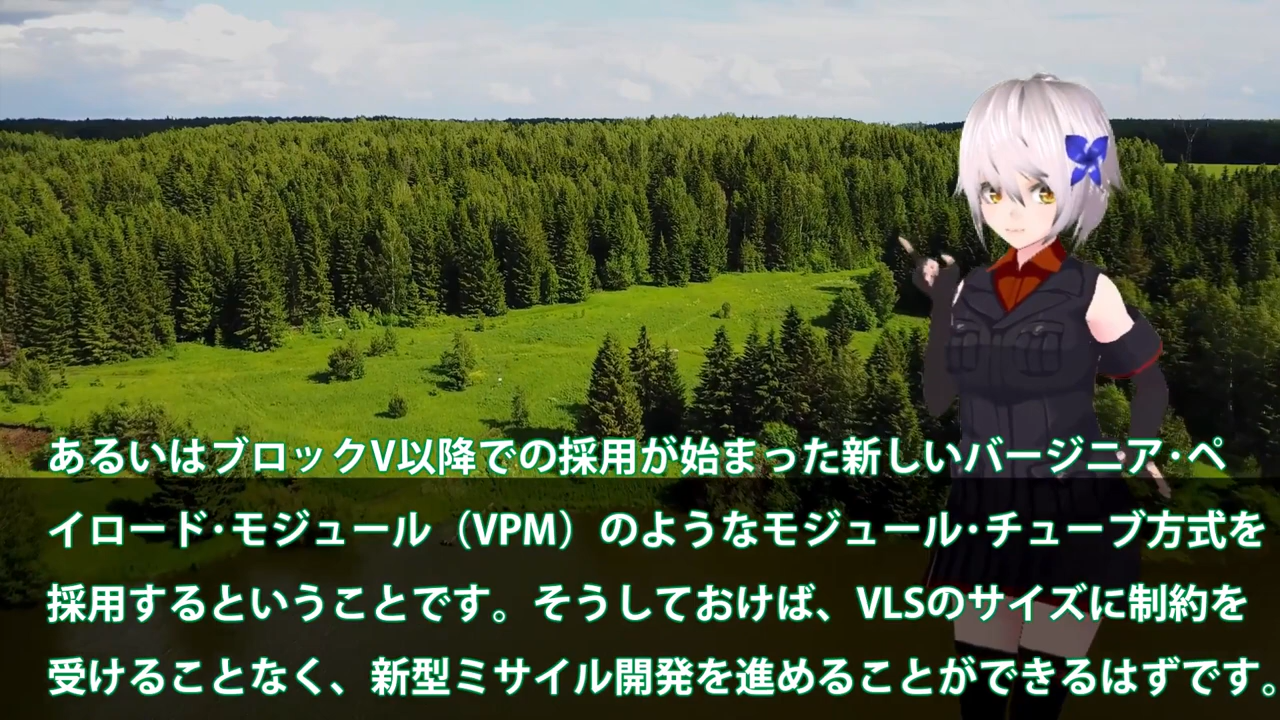 あるいはブロックV以降での採用が始まった新しいバージニア・ペ
イロード・モジュール（VPM）のようなモジュール・チューブ方式を
採用するということです。そうしておけば、VLSのサイズに制約を
受けることなく、新型ミサイル開発を進めることができるはずです。